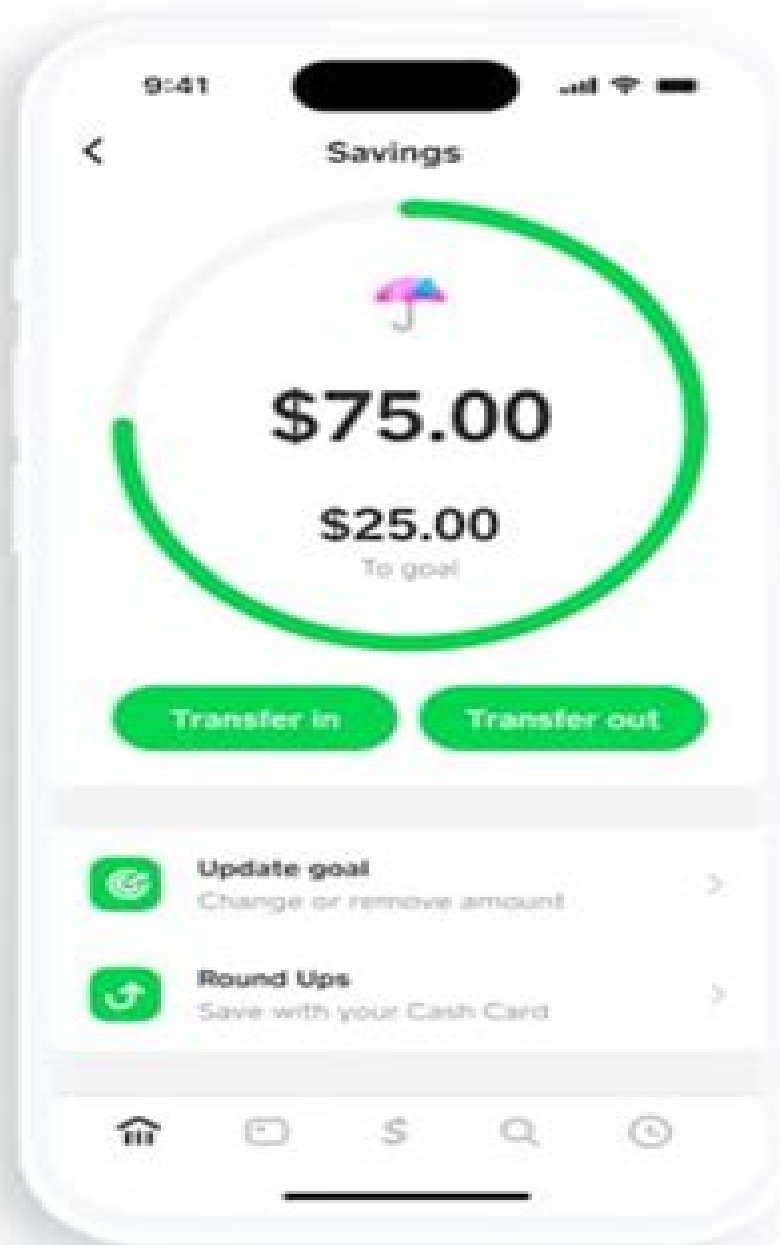 9:41
Savings
$75.00
$25.00
To goal
Transfer in
Transfer out
Update goal
Change or remove amount
Round Ups
Save with your Cash Card
$